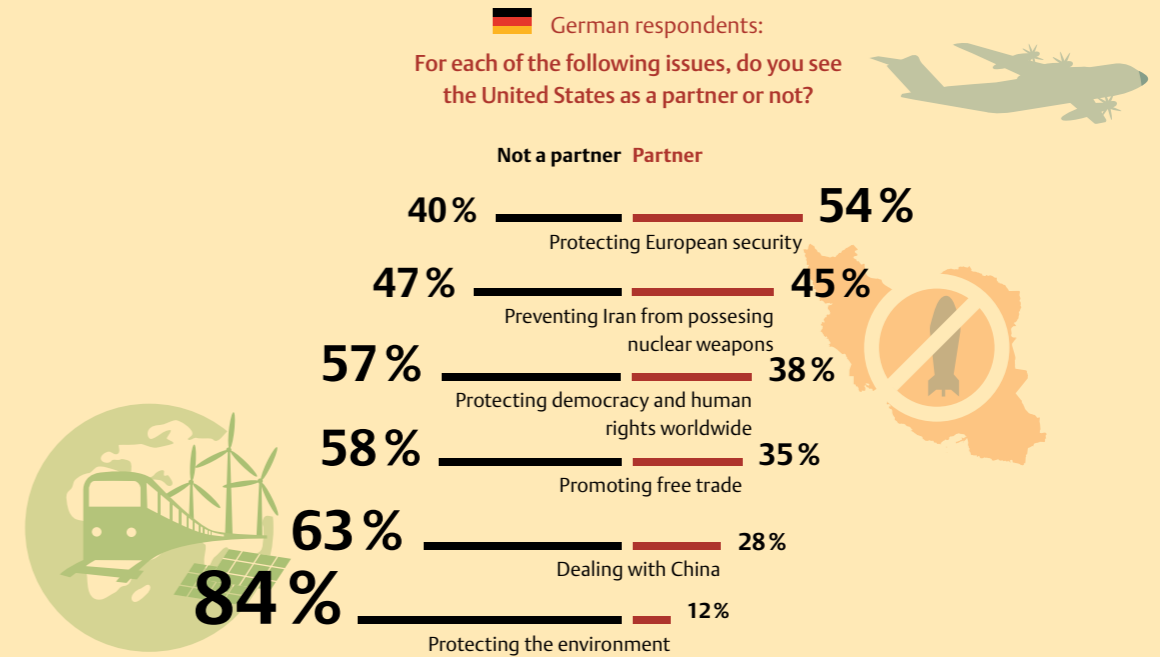 German respondents:
For each of the following issues, do you see
the United States as a partner or not?
Not a partner Partner
40 % 54 %
Protecting European security
47 % 45 %
Preventing Iran from possesing
nuclear weapons
57 % 38 %
Protecting democracy and human
rights worldwide
58 % 35 %
Promoting free trade
63 % 28 %
Dealing with China
84 % 12 %
Protecting the environment